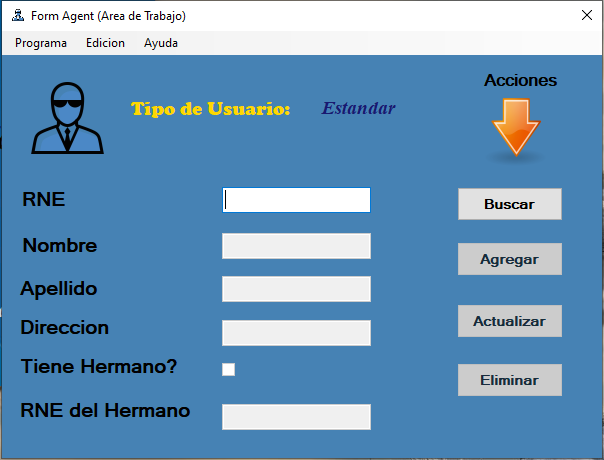 Form Agent (Area de Trabajo)
Programa Edicion Ayuda
Acciones
Tipo de Usuario: Estandar
RNE
Buscar
Nombre
Agregar
Apellido
Direccion
Actualizar
Tiene Hermano?
Eliminar
RNE del Hermano